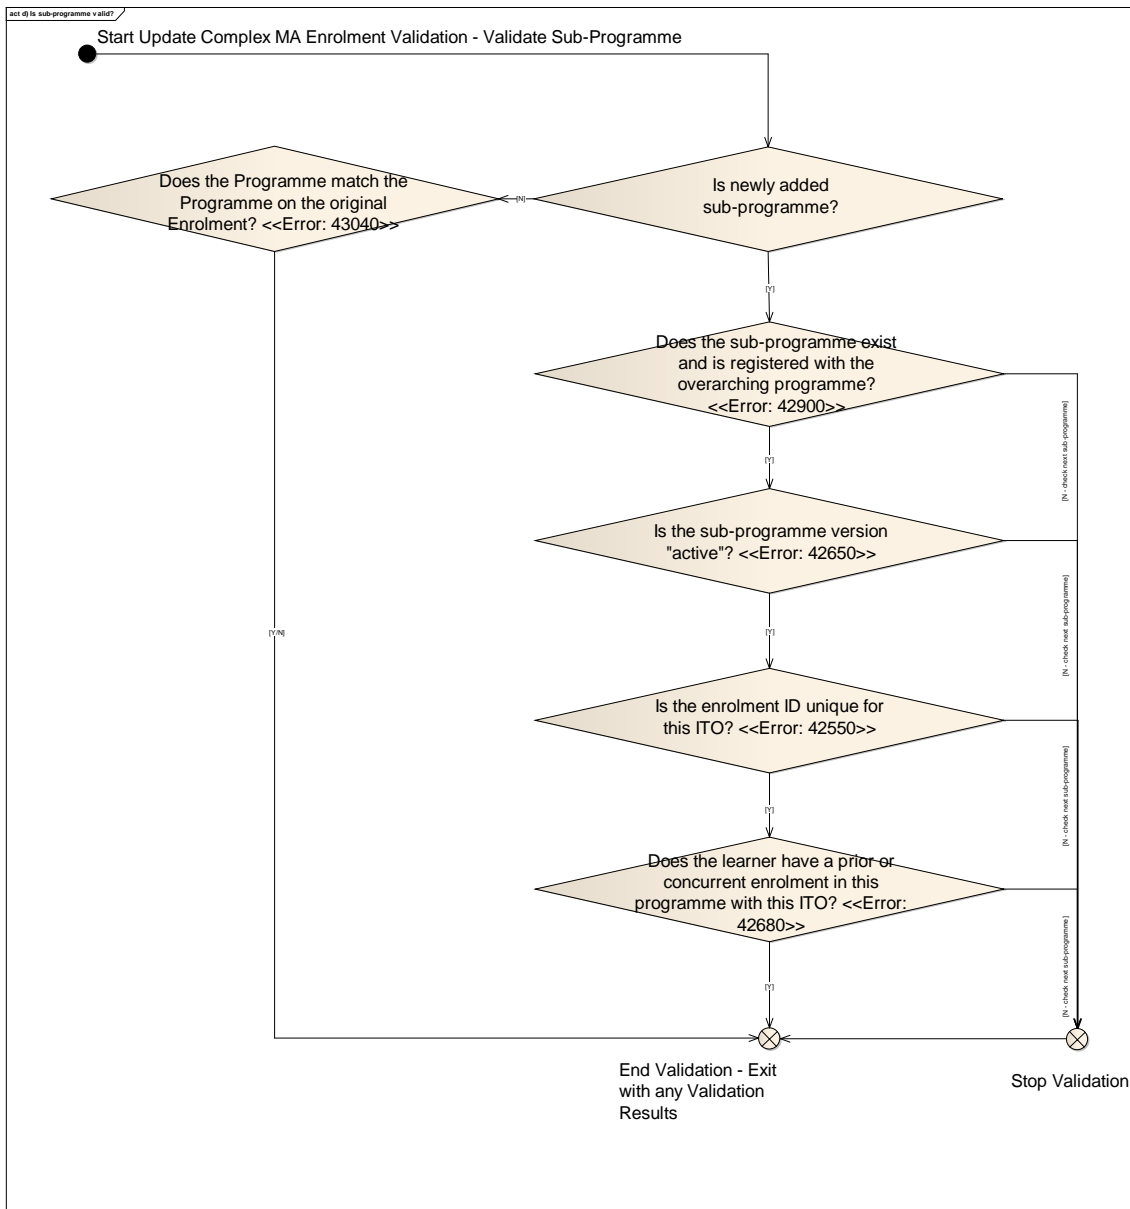 act d) Is sub-programme valid?
Start Update Complex MA Enrolment Validation - Validate Sub-Programme
Does the Programme match the
Programme on the original
Enrolment? <<Error: 43040>>
[N]
Is newly added
sub-programme?
[Y]
Does the sub-programme exist
and is registered with the
overarching programme?
<<Error: 42900>>
[N - check next sub-programme]
[Y]
Is the sub-programme version
"active"? <<Error: 42650>>
[N - check next sub-programme]
[Y/N]
[Y]
Is the enrolment ID unique for
this ITO? <<Error: 42550>>
[N - check next sub-programme]
[Y]
Does the learner have a prior or
concurrent enrolment in this
programme with this ITO? <<Error:
42680>>
[N - check next sub-programme]
[Y]
End Validation - Exit
with any Validation
Results
Stop Validation